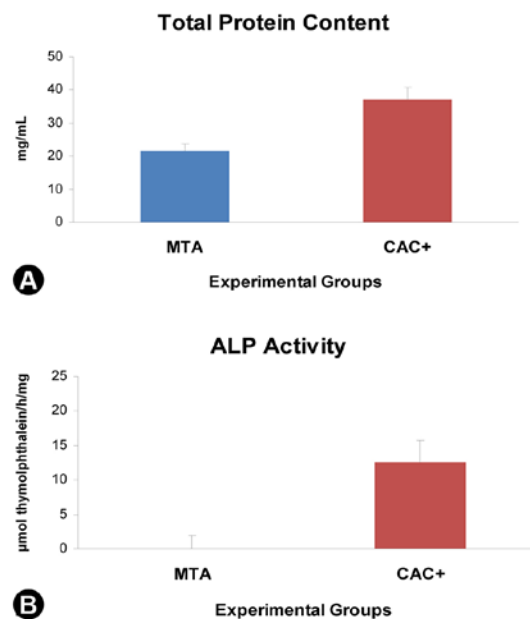 Total Protein Content
mg/mL
50
40
30
20
10
0
MTA CAC+
A
Experimental Groups
ALP Activity
µmol thymolphthalein/h/mg
25
20
15
10
5
0
MTA CAC+
B
Experimental Groups